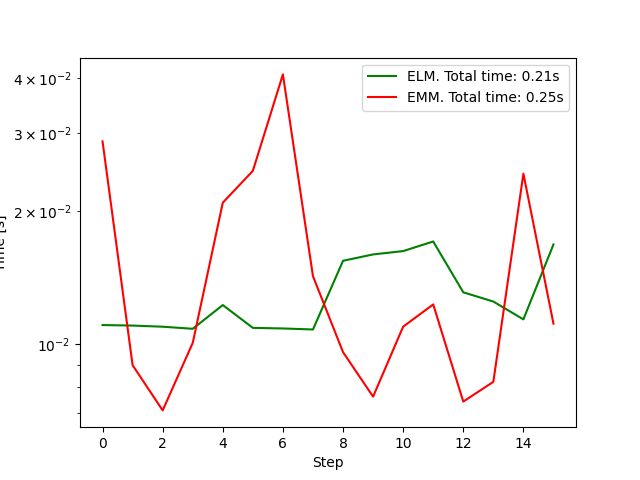 ELM. Total time: 0.21s
EMM. Total time: 0.25s
4 × 10⁻²
3 × 10⁻²
2 × 10⁻²
10⁻²
Time [s]
0 2 4 6 8 10 12 14
Step